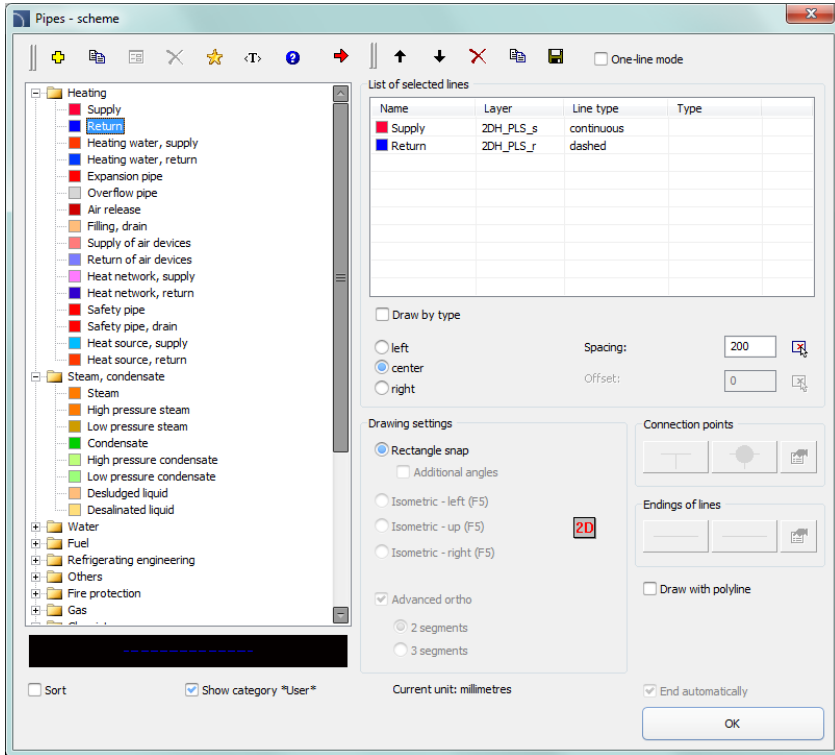 Pipes - scheme
x
<T>
?
One-line mode
Heating
Supply
Return
Heating water, supply
Heating water, return
Expansion pipe
Overflow pipe
Air release
Filling, drain
Supply of air devices
Return of air devices
Heat network, supply
Heat network, return
Safety pipe
Safety pipe, drain
Heat source, supply
Heat source, return
Steam, condensate
Steam
High pressure steam
Low pressure steam
Condensate
High pressure condensate
Low pressure condensate
Desludged liquid
Desalinated liquid
Water
Fuel
Refrigerating engineering
Others
Fire protection
Gas
Sort
Show category *User*
List of selected lines
Name Layer Line type Type
Supply 2DH_PLS_s continuous
Return 2DH_PLS_r dashed
Draw by type
left
center
right
Spacing: 200
Offset: 0
Drawing settings
Rectangle snap
Additional angles
Isometric - left (F5)
Isometric - up (F5)
Isometric - right (F5)
2D
Advanced ortho
2 segments
3 segments
Current unit: millimetres
Connection points
Endings of lines
Draw with polyline
End automatically
OK